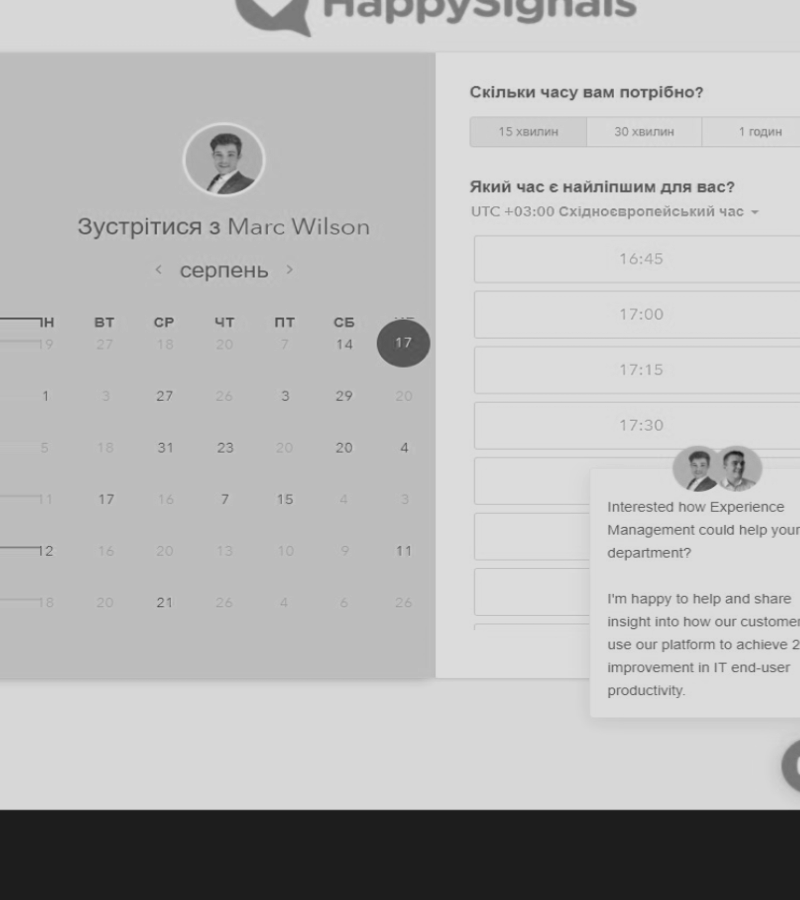 HappySignals
Зустрітися з Marc Wilson
серпень
ВТ СР ЧТ ПТ СБ
19 27 18 20 7 14 17
1 3 27 26 3 29 20
5 18 31 23 20 20 4
11 17 16 7 15 4 3
12 16 20 13 10 9 11
18 20 21 26 4 6 26
Скільки часу вам потрібно?
15 хвилин 30 хвилин 1 годин
Який час є найліпшим для вас?
UTC +03:00 Східноєвропейський час
16:45
17:00
17:15
17:30
Interested how Experience
Management could help your
department?
I'm happy to help and share
insight into how our customer
use our platform to achieve 2
improvement in IT end-user
productivity.